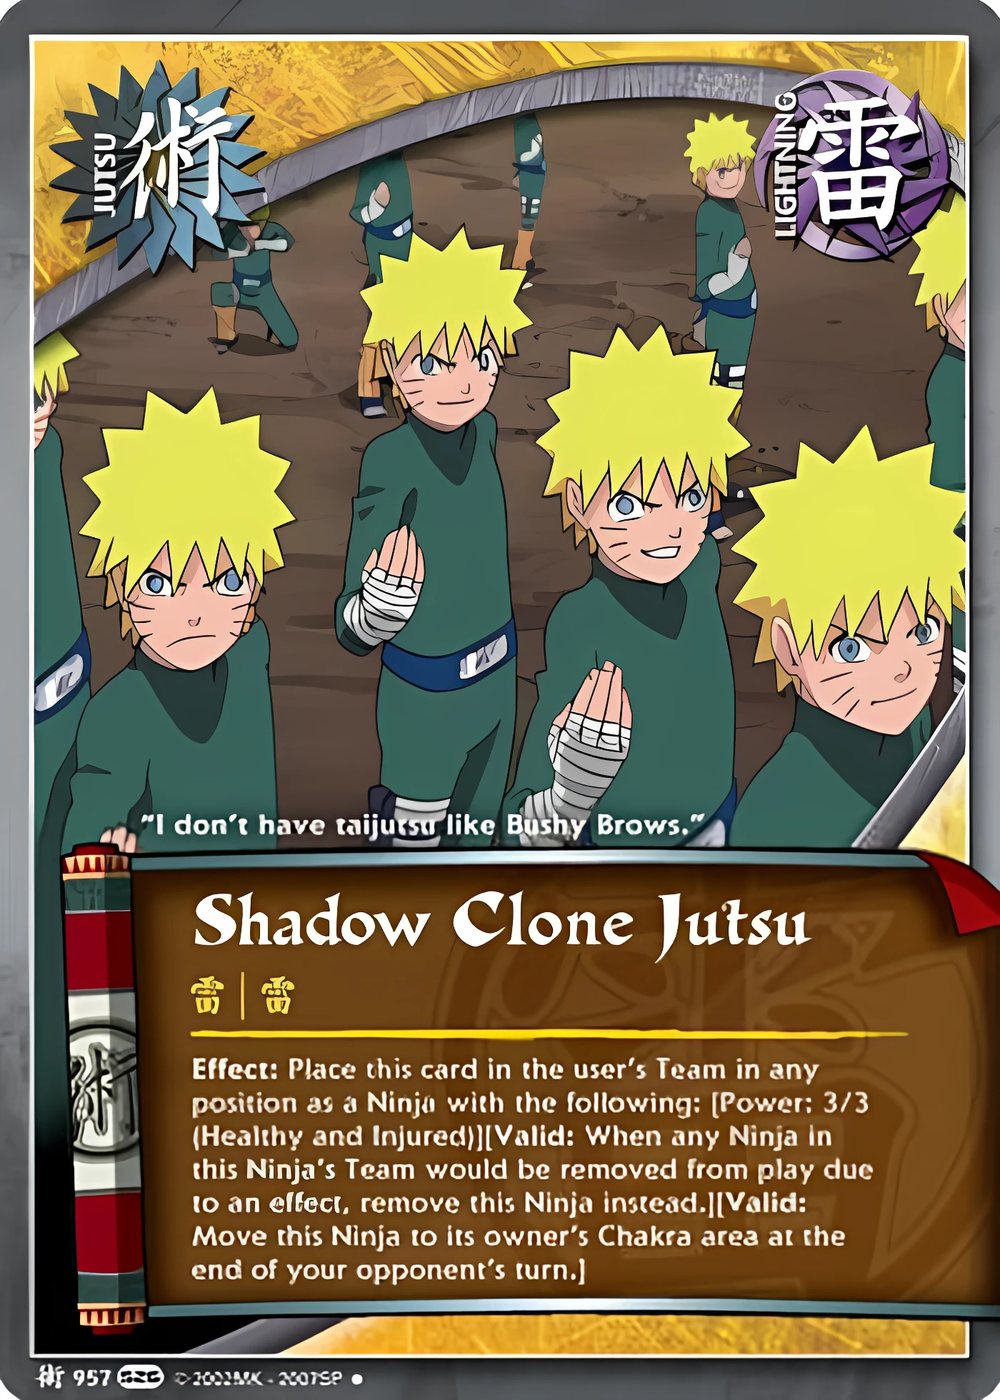 JUTSU
術
LIGHTNING
雷
"I don't have taijutsu like Bushy Brows."
Shadow Clone Jutsu
雷 | 雷
Effect: Place this card in the user's Team in any
position as a Ninja with the following: [Power: 3/3
(Healthy and Injured)][Valid: When any Ninja in
this Ninja's Team would be removed from play due
to an effect, remove this Ninja instead.][Valid:
Move this Ninja to its owner's Chakra area at the
end of your opponent's turn.]
術
術 957 © 2002MK - 2007SP